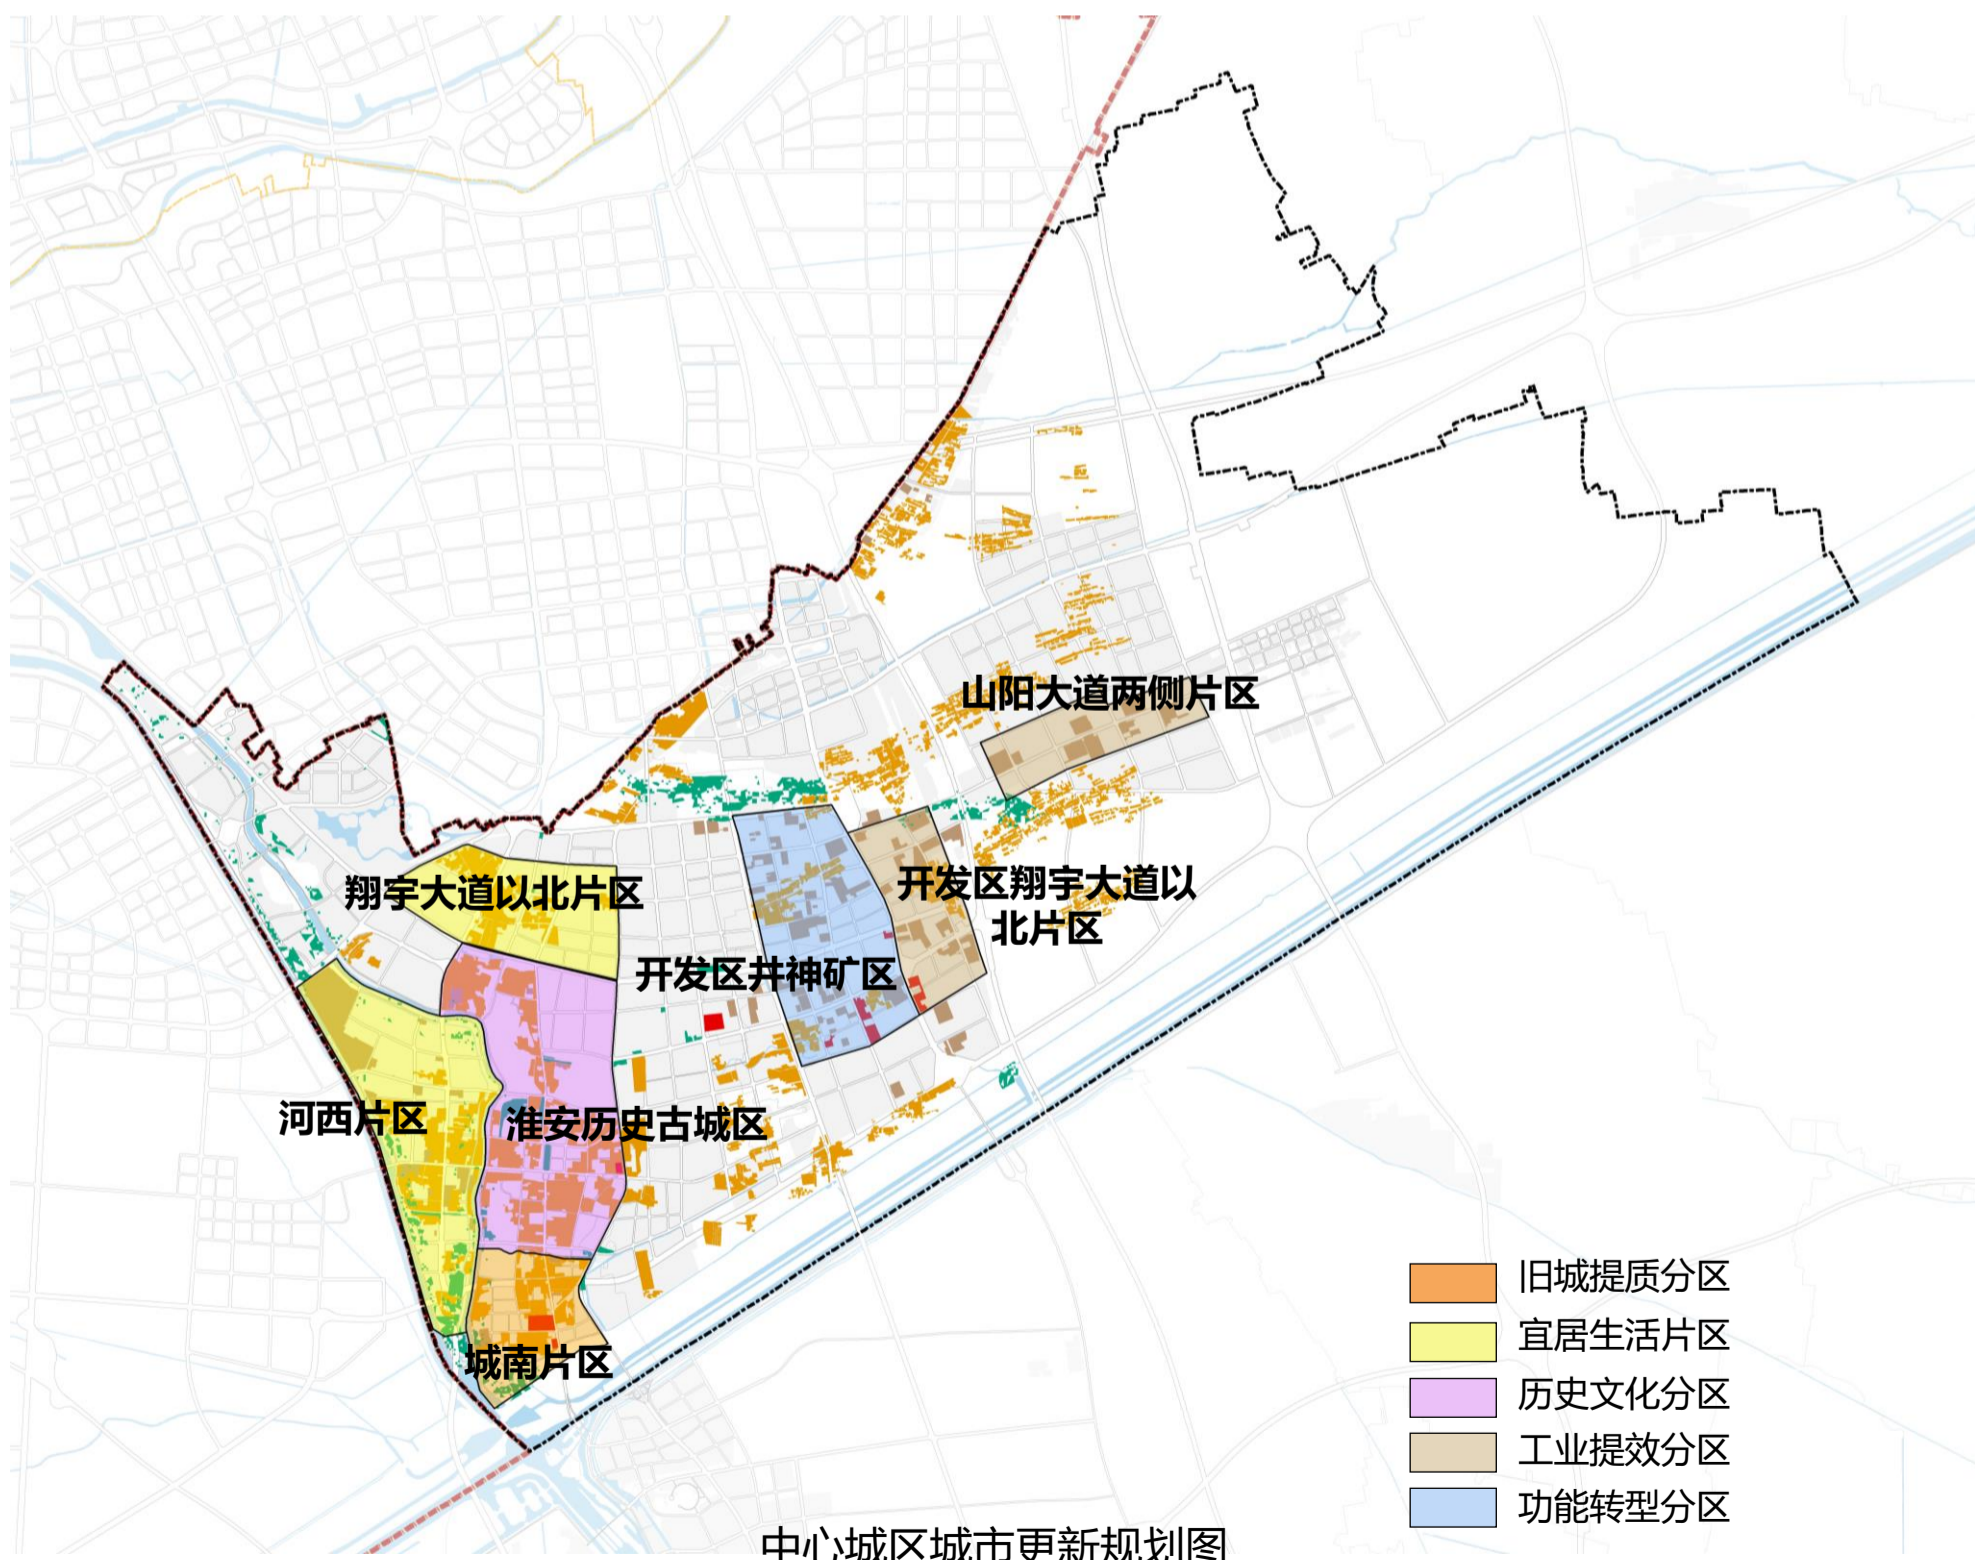 山阳大道两侧片区
翔宇大道以北片区
开发区翔宇大道以
北片区
开发区井神矿区
河西片区
淮安历史古城区
城南片区
旧城提质分区
宜居生活片区
历史文化分区
工业提效分区
功能转型分区
中心城区城市更新规划图